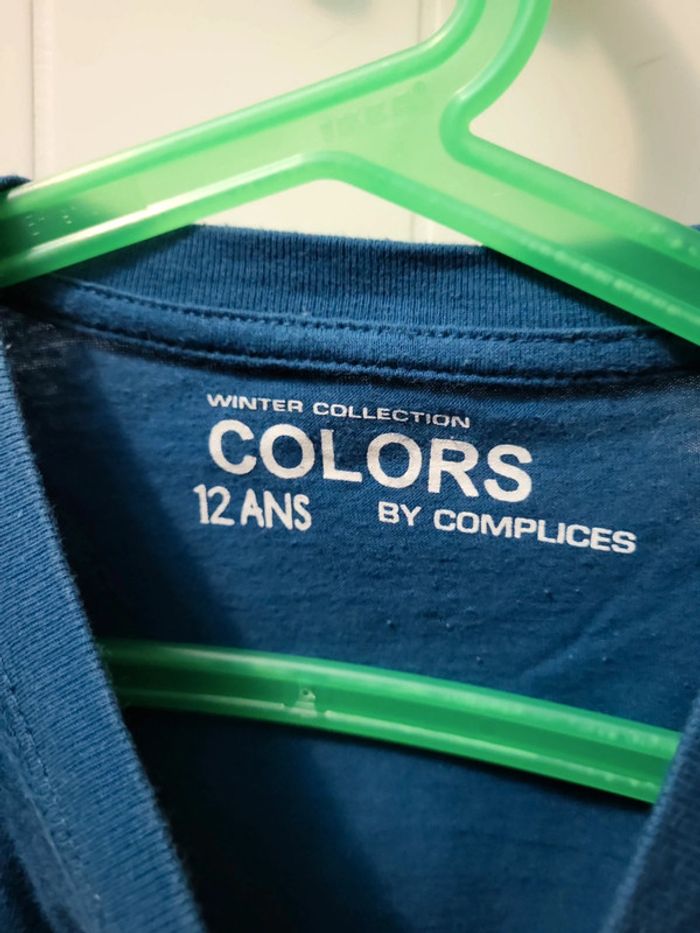 WINTER COLLECTION
COLORS
12 ANS BY COMPLICES